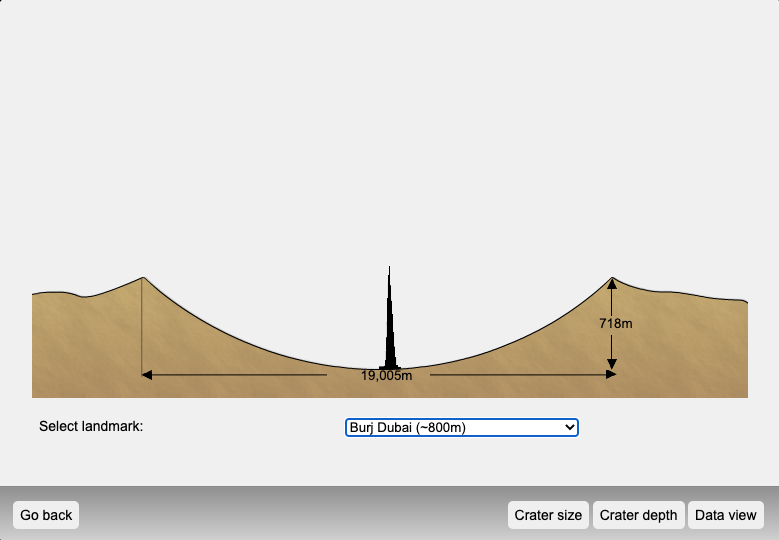 718m
19,005m
Select landmark:
Burj Dubai (~800m)
Go back
Crater size
Crater depth
Data view